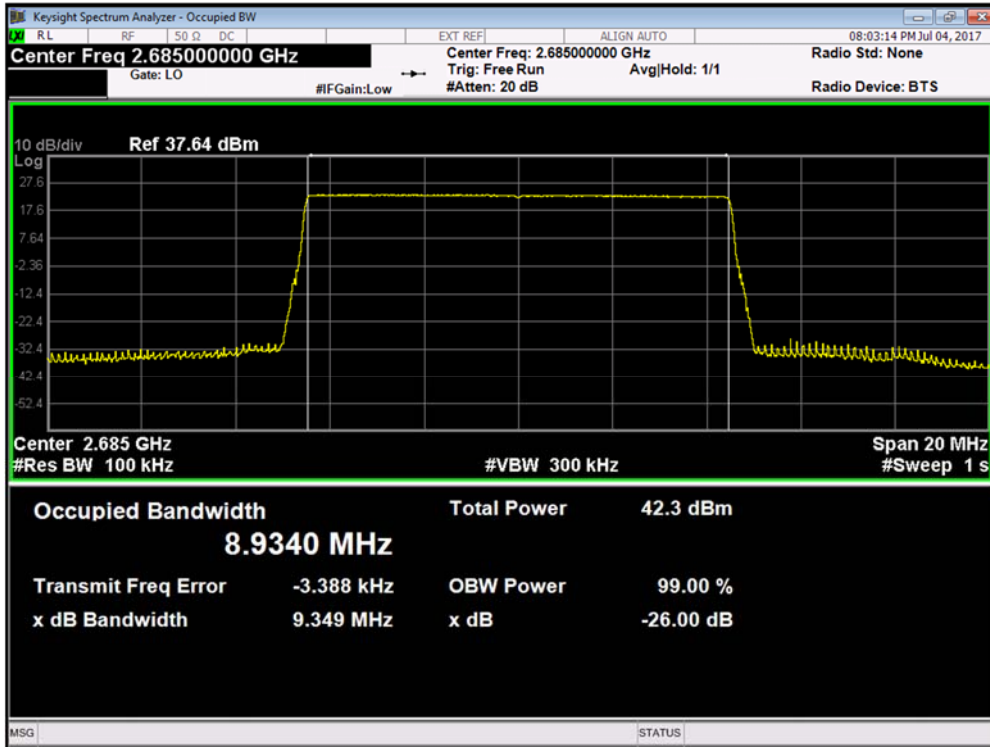 Keysight Spectrum Analyzer - Occupied BW
LXI RL RF 50 Ω DC EXT REF ALIGN AUTO 08:03:14 PM Jul 04, 2017
Center Freq 2.685000000 GHz Center Freq: 2.685000000 GHz Radio Std: None
Gate: LO Trig: Free Run Avg|Hold: 1/1
#IFGain:Low #Atten: 20 dB Radio Device: BTS
10 dB/div Ref 37.64 dBm
Log
27.6
17.6
7.64
-2.36
-12.4
-22.4
-32.4
-42.4
-52.4
Center 2.685 GHz Span 20 MHz
#Res BW 100 kHz #VBW 300 kHz #Sweep 1 s
Occupied Bandwidth Total Power 42.3 dBm
8.9340 MHz
Transmit Freq Error -3.388 kHz OBW Power 99.00 %
x dB Bandwidth 9.349 MHz x dB -26.00 dB
MSG STATUS